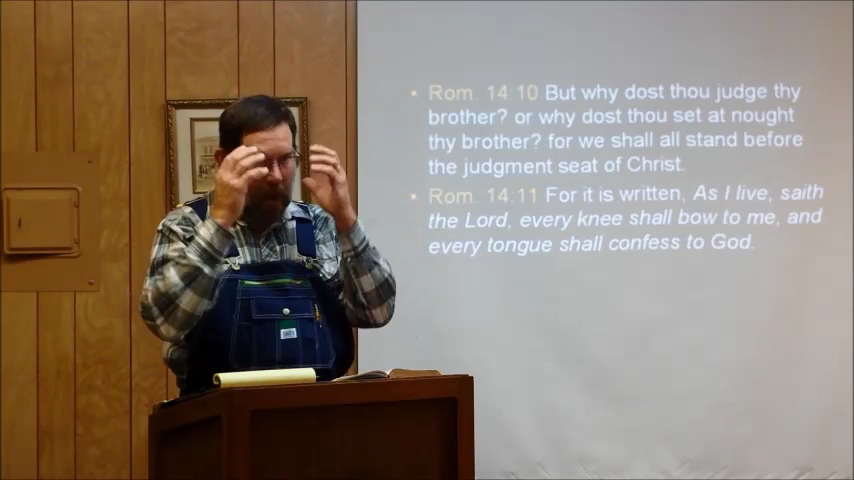 • Rom. 14:10 But why dost thou judge thy
brother? or why dost thou set at nought
thy brother? for we shall all stand before
the judgment seat of Christ.
• Rom. 14:11 For it is written, As I live, saith
the Lord, every knee shall bow to me, and
every tongue shall confess to God.